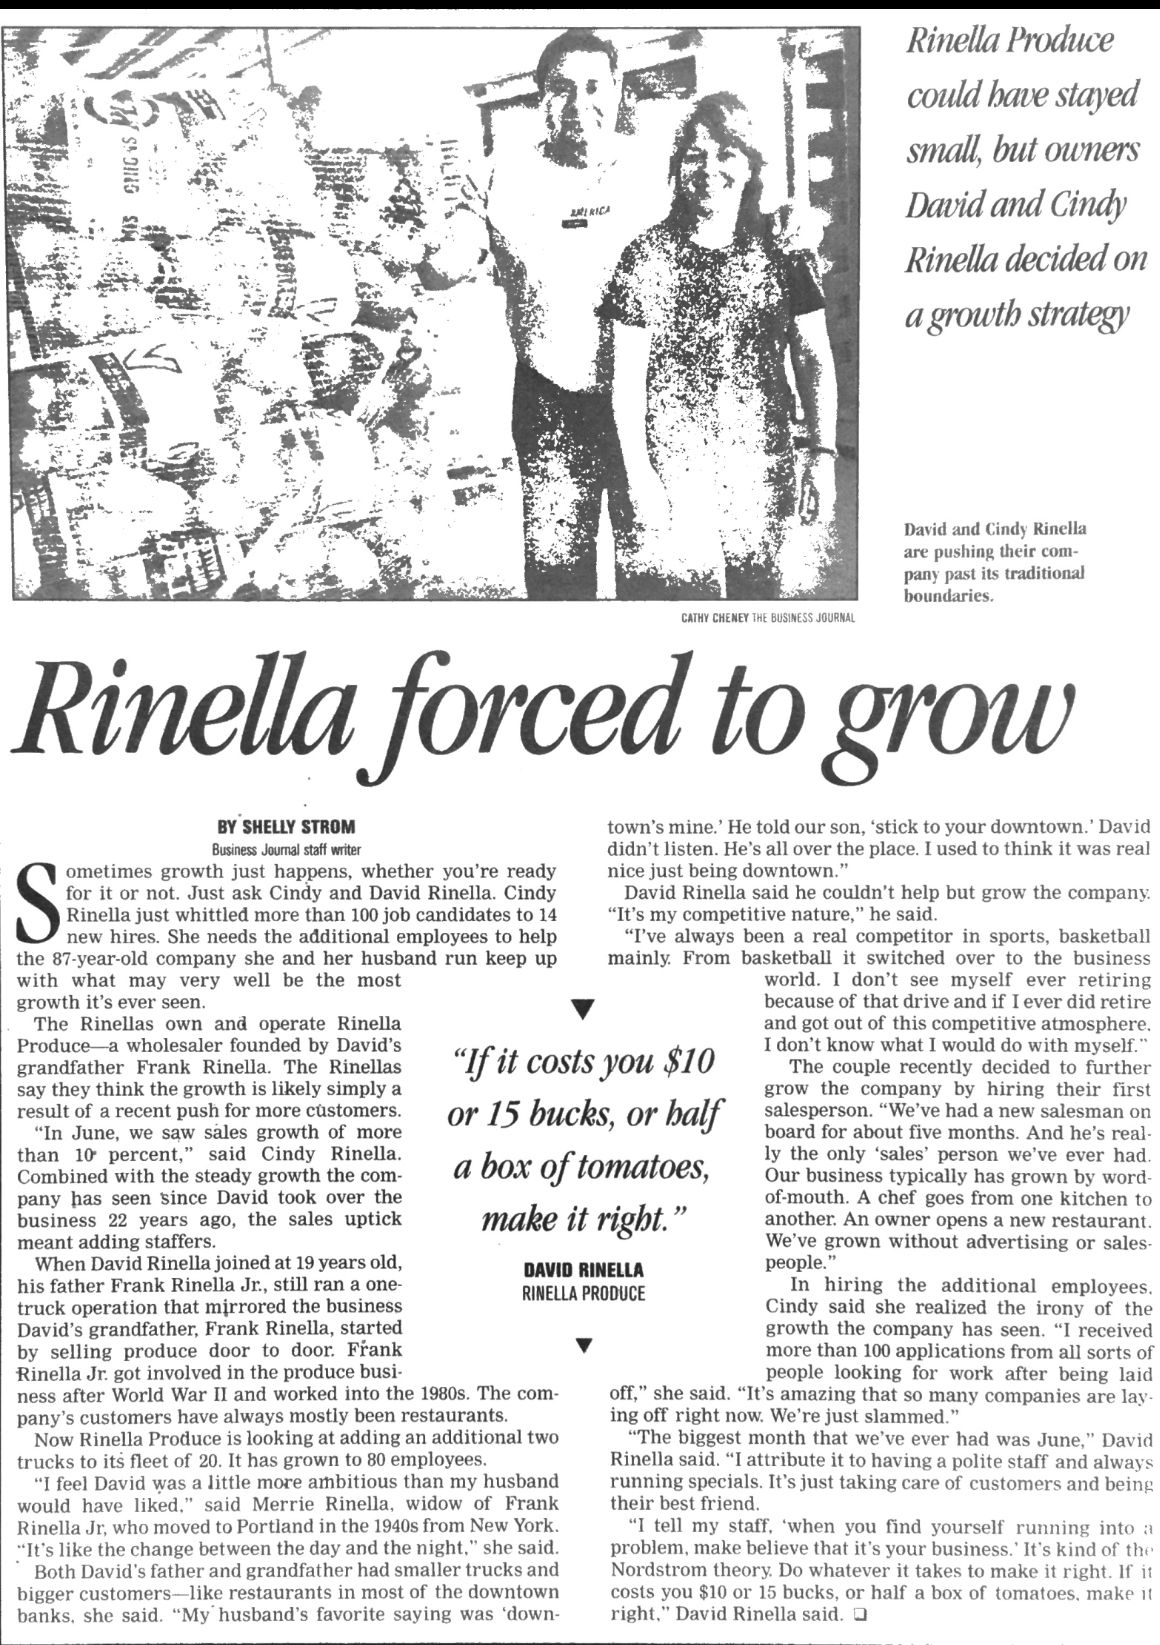 Rinella Produce
could have stayed
small, but owners
David and Cindy
Rinella decided on
a growth strategy
ONIONS
AMERICA
David and Cindy Rinella
are pushing their com-
pany past its traditional
boundaries.
CATHY CHENEY THE BUSINESS JOURNAL
Rinella forced to grow
BY SHELLY STROM
Business Journal staff writer
Sometimes growth just happens, whether you're ready
for it or not. Just ask Cindy and David Rinella. Cindy
Rinella just whittled more than 100 job candidates to 14
new hires. She needs the additional employees to help
the 87-year-old company she and her husband run keep up
with what may very well be the most
growth it's ever seen.
The Rinellas own and operate Rinella
Produce—a wholesaler founded by David's
grandfather Frank Rinella. The Rinellas
say they think the growth is likely simply a
result of a recent push for more customers.
"In June, we saw sales growth of more
than 10 percent," said Cindy Rinella.
Combined with the steady growth the com-
pany has seen since David took over the
business 22 years ago, the sales uptick
meant adding staffers.
When David Rinella joined at 19 years old,
his father Frank Rinella Jr., still ran a one-
truck operation that mirrored the business
David's grandfather, Frank Rinella, started
by selling produce door to door. Frank
Rinella Jr. got involved in the produce busi-
ness after World War II and worked into the 1980s. The com-
pany's customers have always mostly been restaurants.
Now Rinella Produce is looking at adding an additional two
trucks to its fleet of 20. It has grown to 80 employees.
"I feel David was a little more ambitious than my husband
would have liked," said Merrie Rinella, widow of Frank
Rinella Jr, who moved to Portland in the 1940s from New York.
"It's like the change between the day and the night," she said.
Both David's father and grandfather had smaller trucks and
bigger customers—like restaurants in most of the downtown
banks, she said. "My husband's favorite saying was 'down-
"If it costs you $10
or 15 bucks, or half
a box of tomatoes,
make it right."
DAVID RINELLA
RINELLA PRODUCE
town's mine.' He told our son, 'stick to your downtown.' David
didn't listen. He's all over the place. I used to think it was real
nice just being downtown."
David Rinella said he couldn't help but grow the company.
"It's my competitive nature," he said.
"I've always been a real competitor in sports, basketball
mainly. From basketball it switched over to the business
world. I don't see myself ever retiring
because of that drive and if I ever did retire
and got out of this competitive atmosphere,
I don't know what I would do with myself."
The couple recently decided to further
grow the company by hiring their first
salesperson. "We've had a new salesman on
board for about five months. And he's real-
ly the only 'sales' person we've ever had.
Our business typically has grown by word-
of-mouth. A chef goes from one kitchen to
another. An owner opens a new restaurant.
We've grown without advertising or sales-
people."
In hiring the additional employees,
Cindy said she realized the irony of the
growth the company has seen. "I received
more than 100 applications from all sorts of
people looking for work after being laid
off," she said. "It's amazing that so many companies are lay-
ing off right now. We're just slammed."
"The biggest month that we've ever had was June," David
Rinella said. "I attribute it to having a polite staff and always
running specials. It's just taking care of customers and being
their best friend.
"I tell my staff, 'when you find yourself running into a
problem, make believe that it's your business.' It's kind of the
Nordstrom theory. Do whatever it takes to make it right. If it
costs you $10 or 15 bucks, or half a box of tomatoes, make it
right," David Rinella said. ❑